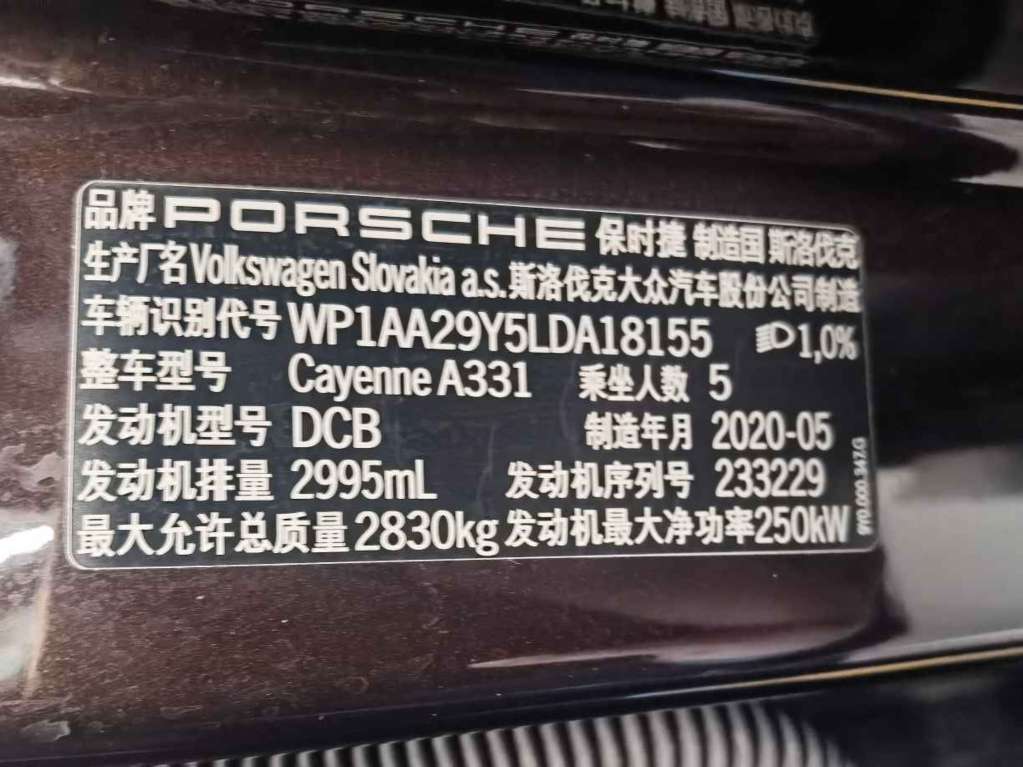 品牌 PORSCHE 保时捷 制造国 斯洛伐克
生产厂名 Volkswagen Slovakia a.s. 斯洛伐克大众汽车股份公司制造
车辆识别代号 WP1AA29Y5LDA18155 1,0%
整车型号 Cayenne A331 乘坐人数 5
发动机型号 DCB 制造年月 2020-05
发动机排量 2995mL 发动机序列号 233229
最大允许总质量 2830kg 发动机最大净功率 250kW
9Y0.000.347.G